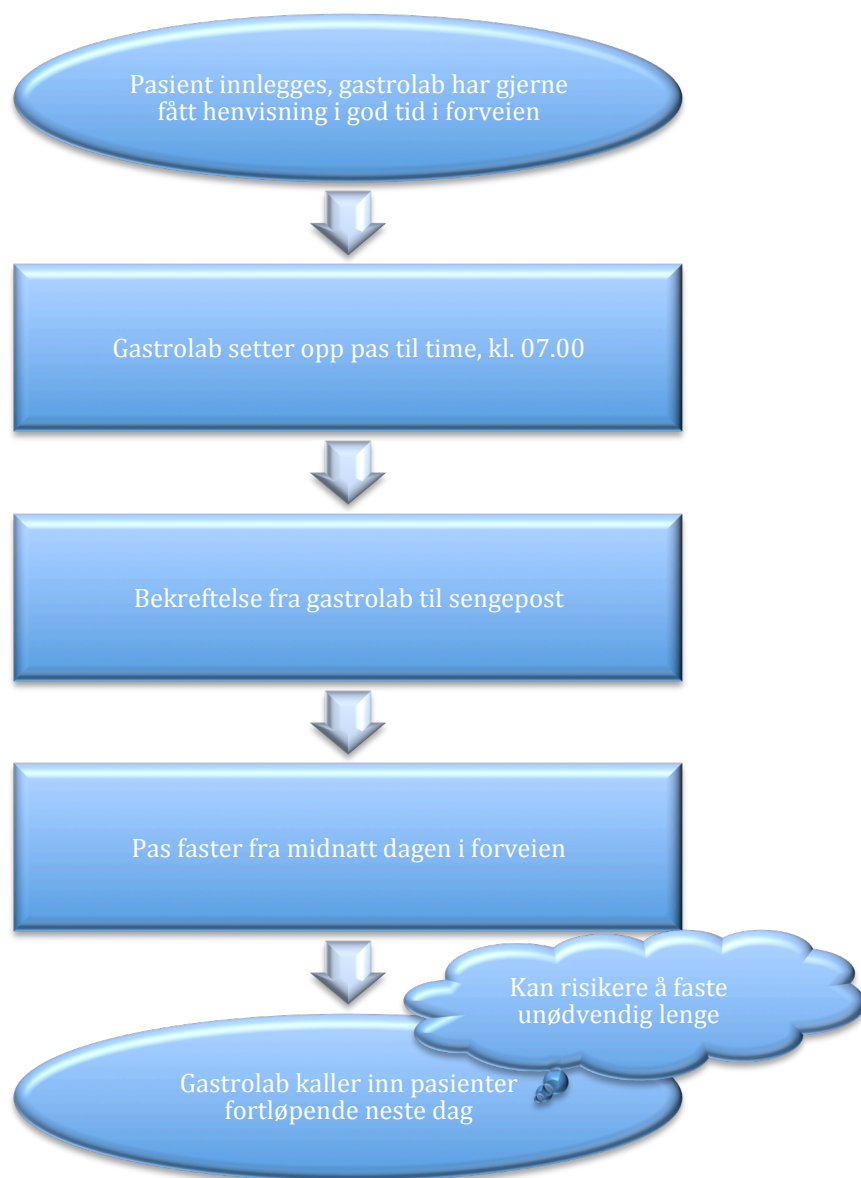 Pasient innlegges, gastrolab har gjerne
fått henvisning i god tid i forveien
Gastrolab setter opp pas til time, kl. 07.00
Bekreftelse fra gastrolab til sengepost
Pas faster fra midnatt dagen i forveien
Kan risikere å faste
unødvendig lenge
Gastrolab kaller inn pasienter
fortløpende neste dag